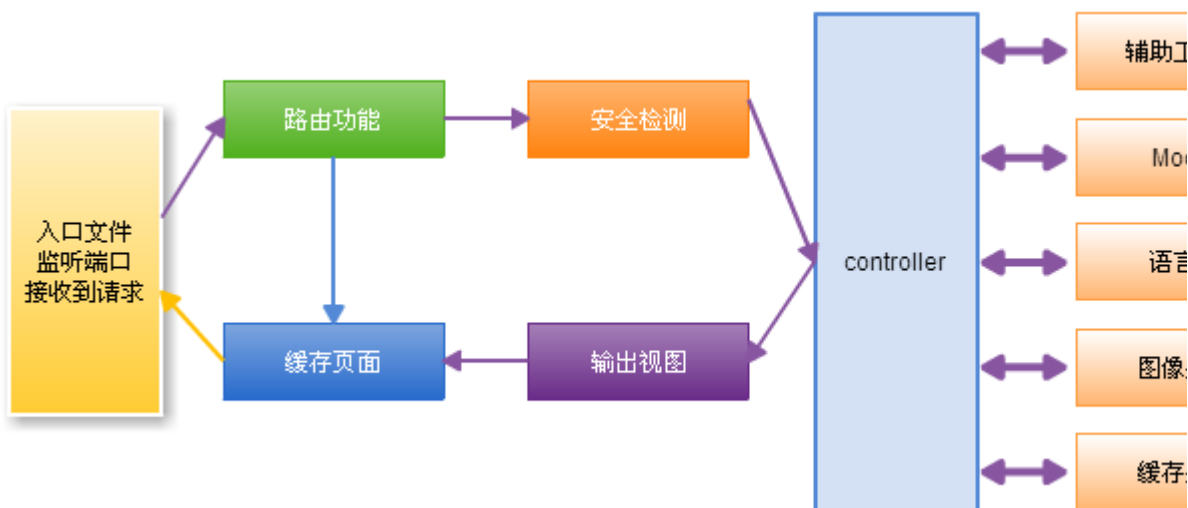 路由功能
安全检测
入口文件
监听端口
接收到请求
缓存页面
输出视图
controller
辅助
语言
图像
缓存